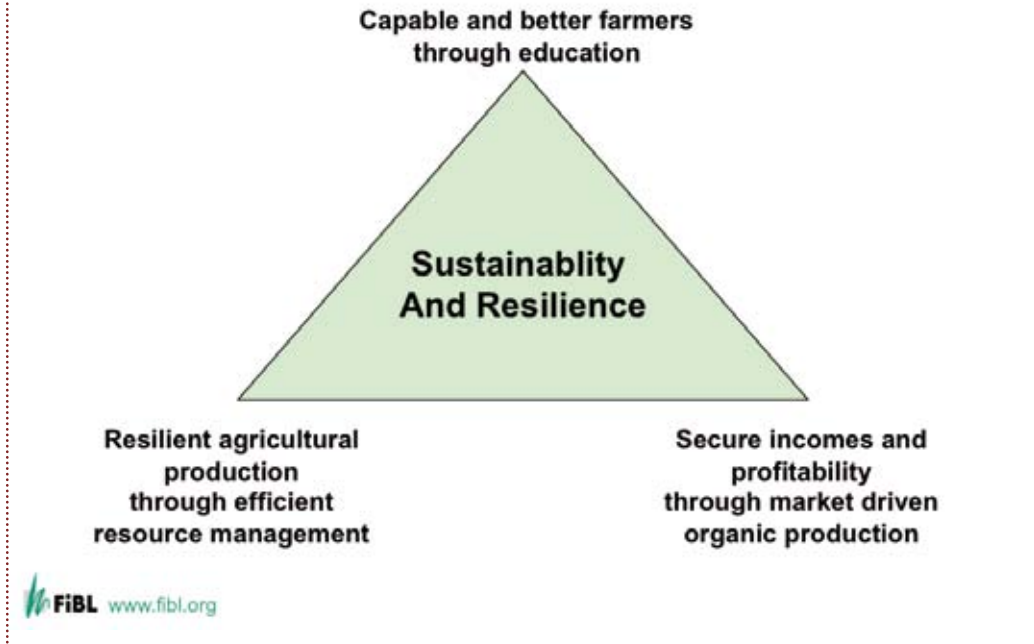 Capable and better farmers
through education
Sustainablity
And Resilience
Resilient agricultural
production
through efficient
resource management
Secure incomes and
profitability
through market driven
organic production
FiBL www.fibl.org